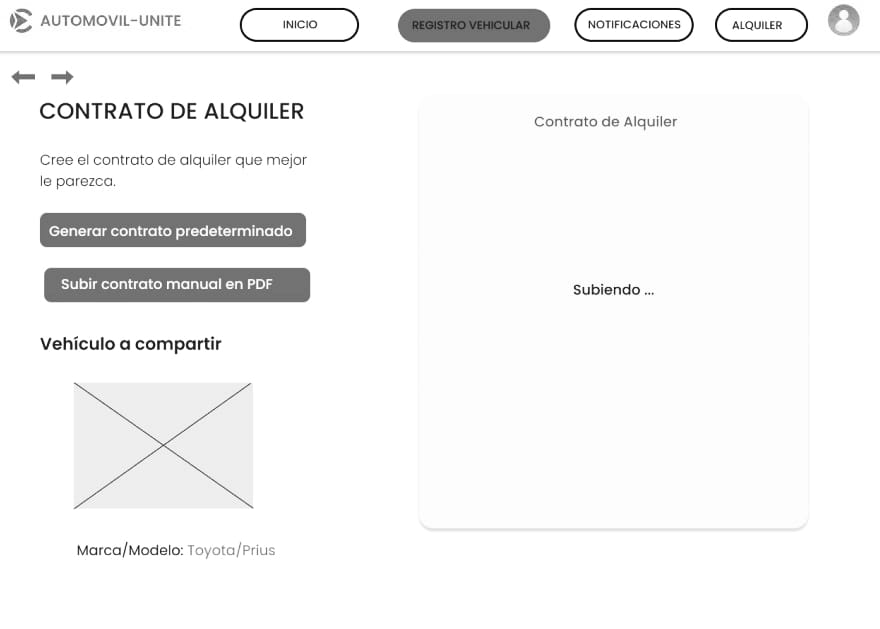 AUTOMOVIL-UNITE
INICIO
REGISTRO VEHICULAR
NOTIFICACIONES
ALQUILER
CONTRATO DE ALQUILER
Cree el contrato de alquiler que mejor
le parezca.
Generar contrato predeterminado
Subir contrato manual en PDF
Vehículo a compartir
Marca/Modelo: Toyota/Prius
Contrato de Alquiler
Subiendo ...